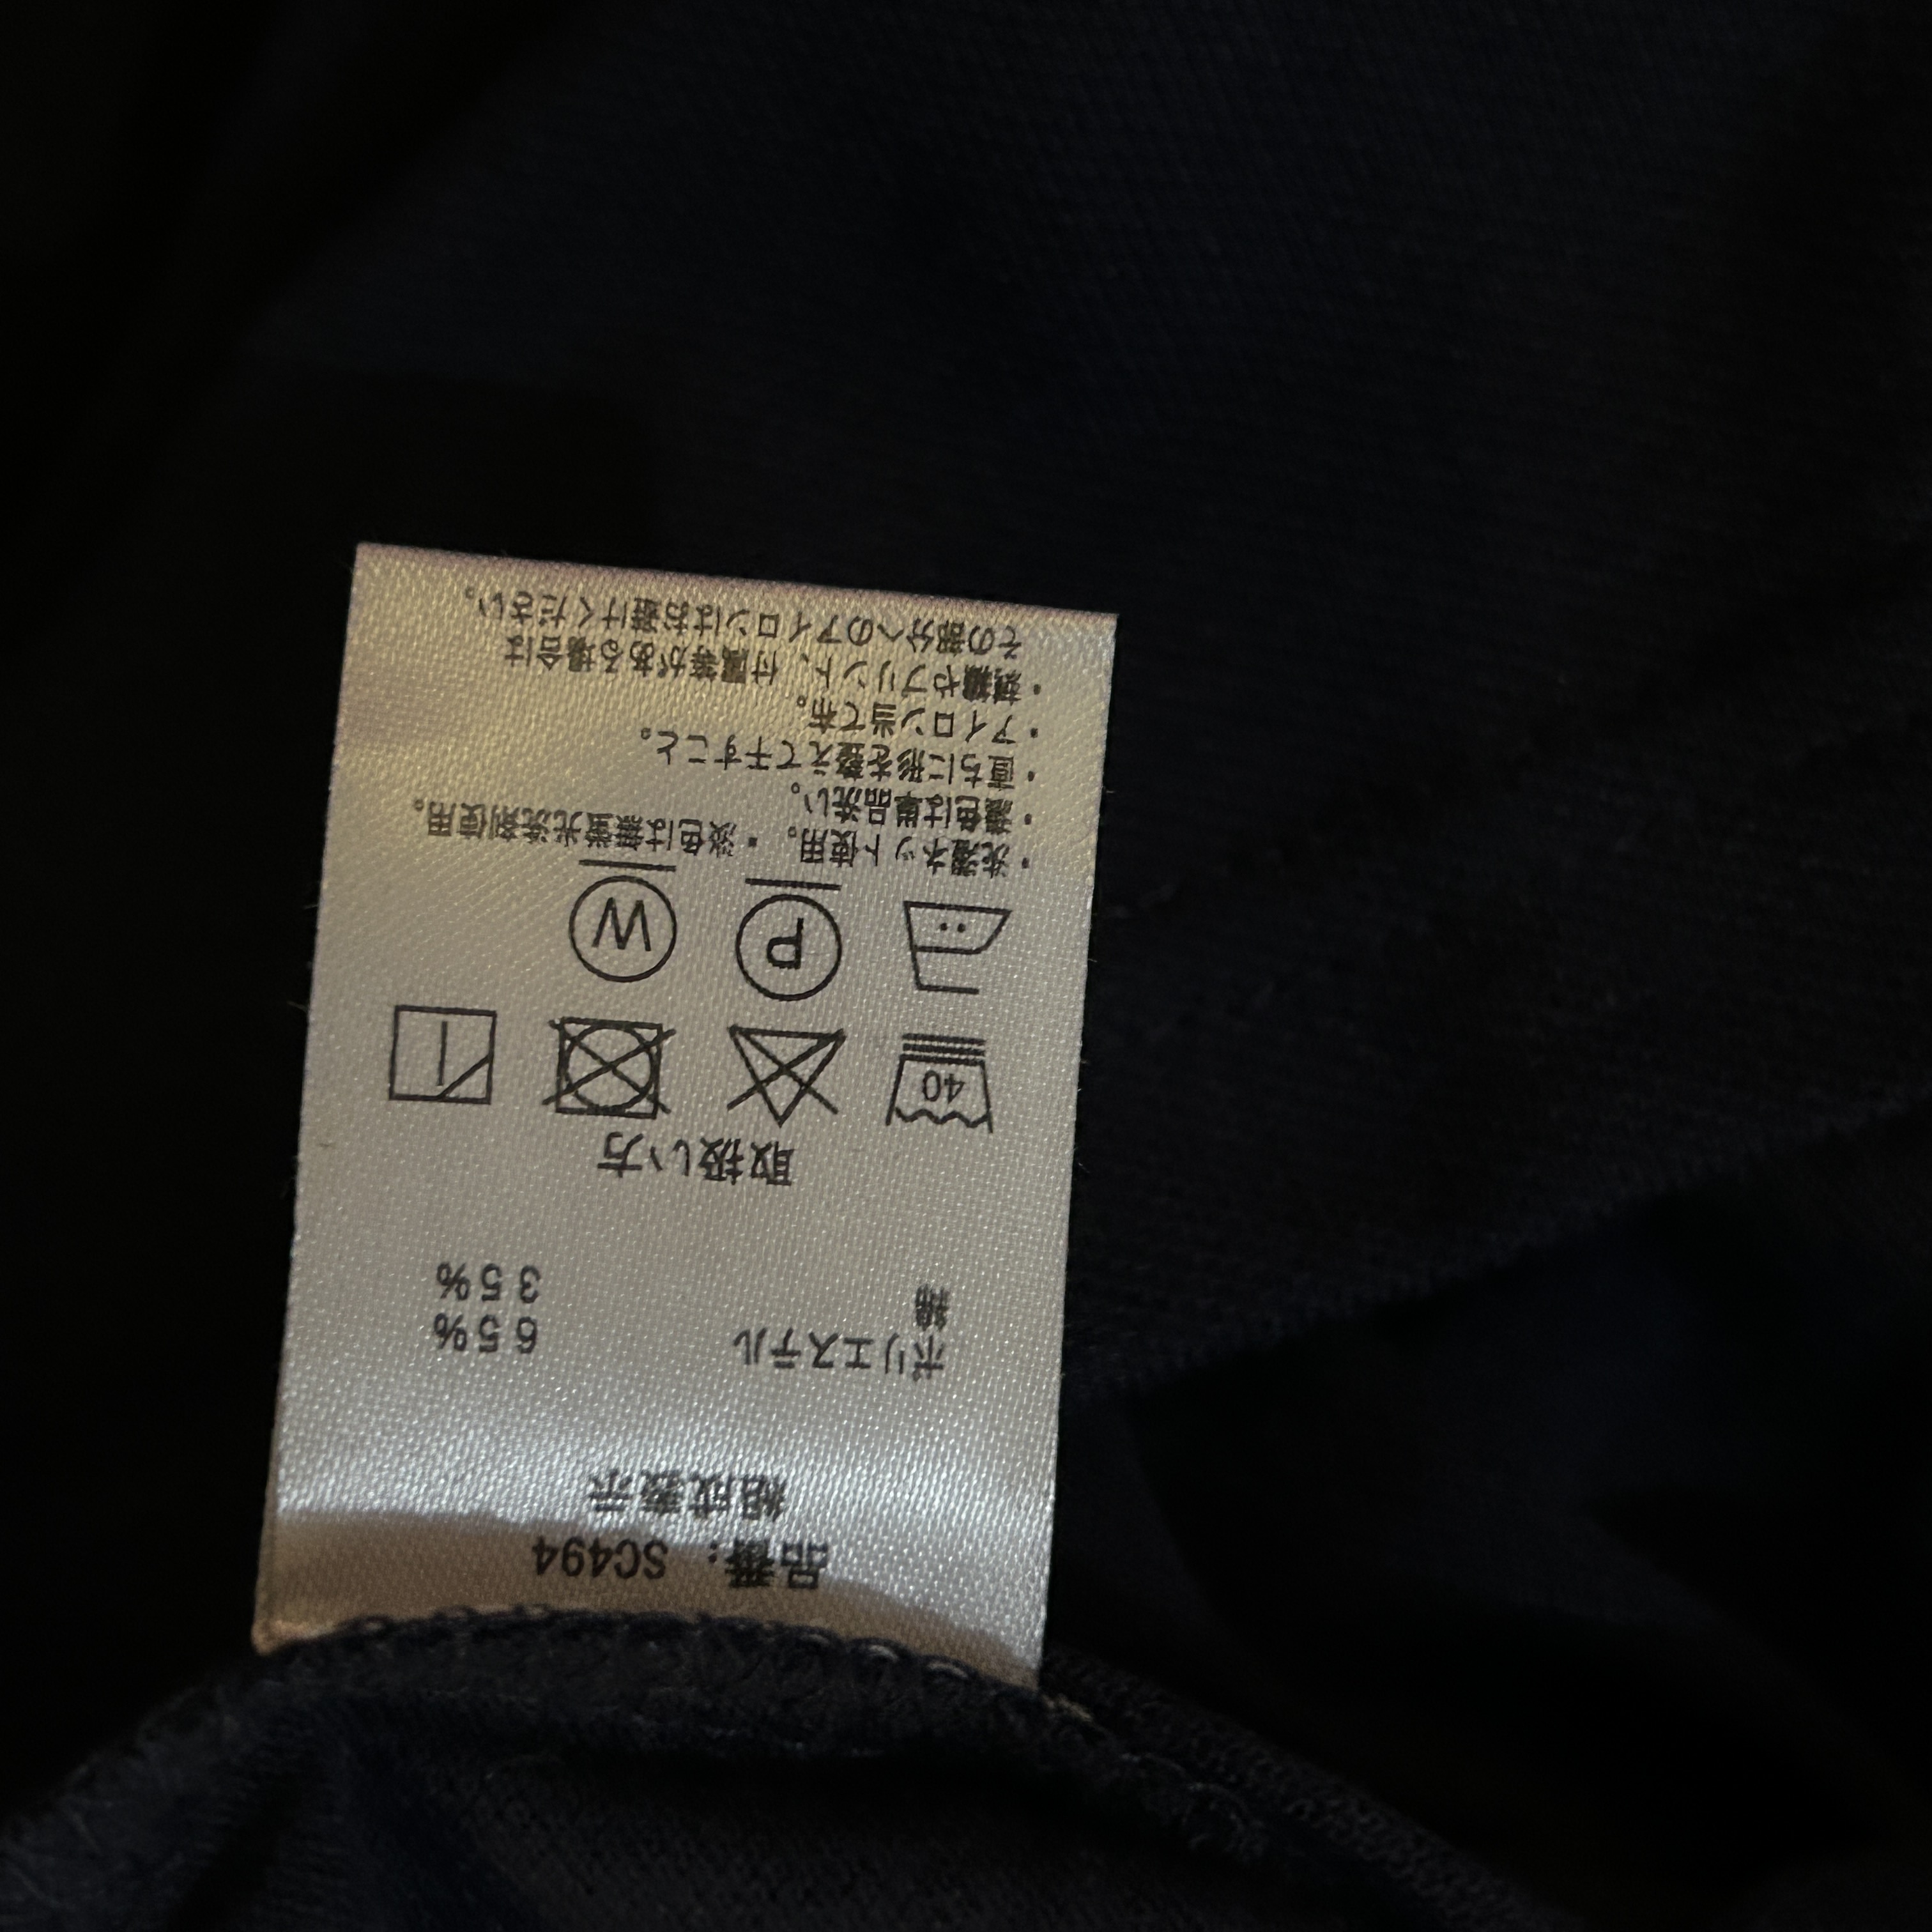 品番: SC494
組成表示
ポリエステル 65%
綿 35%
取扱い方
40
P W
・洗濯ネット使用。・淡色は無蛍光洗剤使用。
・濃色は単品洗い。
・直ちに形を整えて干すこと。
・アイロン当て布。
・刺繍やプリント、付属等がある場合は
その部分へのアイロンはお避けください。